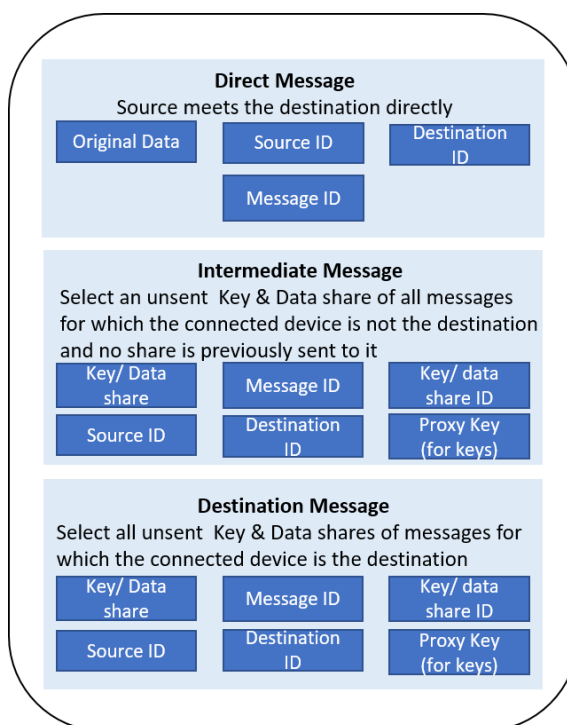 Direct Message
Source meets the destination directly
Original Data
Source ID
Destination
ID
Message ID
Intermediate Message
Select an unsent Key & Data share of all messages
for which the connected device is not the destination
and no share is previously sent to it
Key/ Data
share
Message ID
Key/ data
share ID
Source ID
Destination
ID
Proxy Key
(for keys)
Destination Message
Select all unsent Key & Data shares of messages for
which the connected device is the destination
Key/ Data
share
Message ID
Key/ data
share ID
Source ID
Destination
ID
Proxy Key
(for keys)